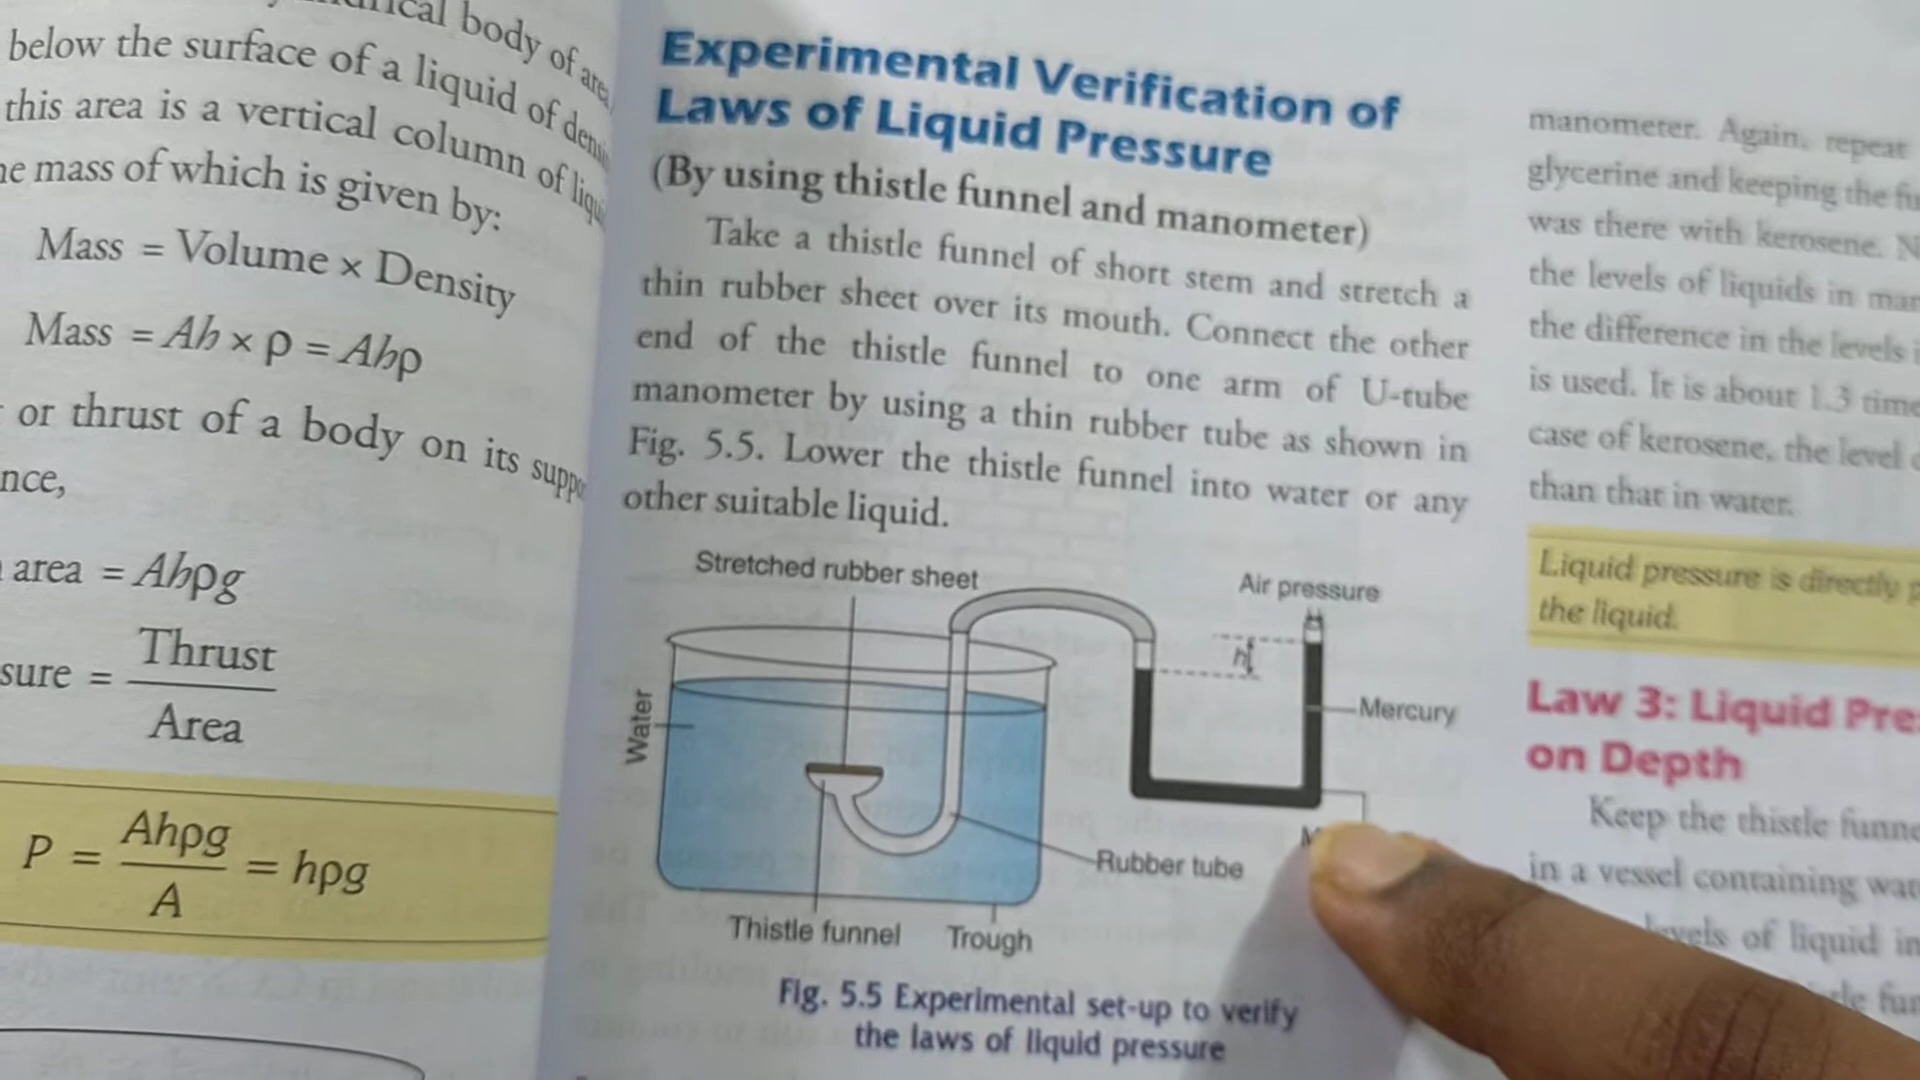 body of
below the surface of a liquid of
this area is a vertical column of
mass of which is given by:
Mass = Volume × Density
Mass = Ah × ρ = Ahρ
or thrust of a body on its
area = Ahρg
Thrust
=
Area
P = Ahρg / A = hρg
Experimental Verification of
Laws of Liquid Pressure
(By using thistle funnel and manometer)
Take a thistle funnel of short stem and stretch a
thin rubber sheet over its mouth. Connect the other
end of the thistle funnel to one arm of U-tube
manometer by using a thin rubber tube as shown in
Fig. 5.5. Lower the thistle funnel into water or any
other suitable liquid.
Stretched rubber sheet
Air pressure
h
Water
Mercury
Rubber tube
Thistle funnel
Trough
Fig. 5.5 Experimental set-up to verify
the laws of liquid pressure
manometer. Again, repeat
glycerine and keeping the
was there with kerosene.
the levels of liquids in
the difference in the levels
is used. It is about 1.3
case of kerosene, the level
than that in water.
Liquid pressure is directly
the liquid.
Law 3: Liquid
on Depth
Keep the thistle
in a vessel containing
levels of liquid in